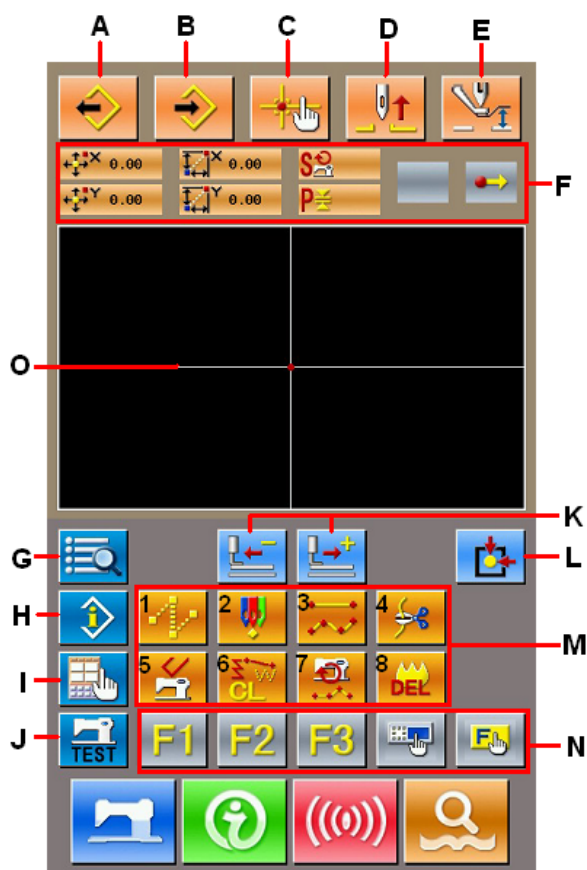 A B C D E
X 0.00 X 0.00 S
F
Y 0.00 Y 0.00 P
O
K
G L
H 1 2 3 4
M
I 5 6 CL 7 8 DEL
J TEST F1 F2 F3 F N